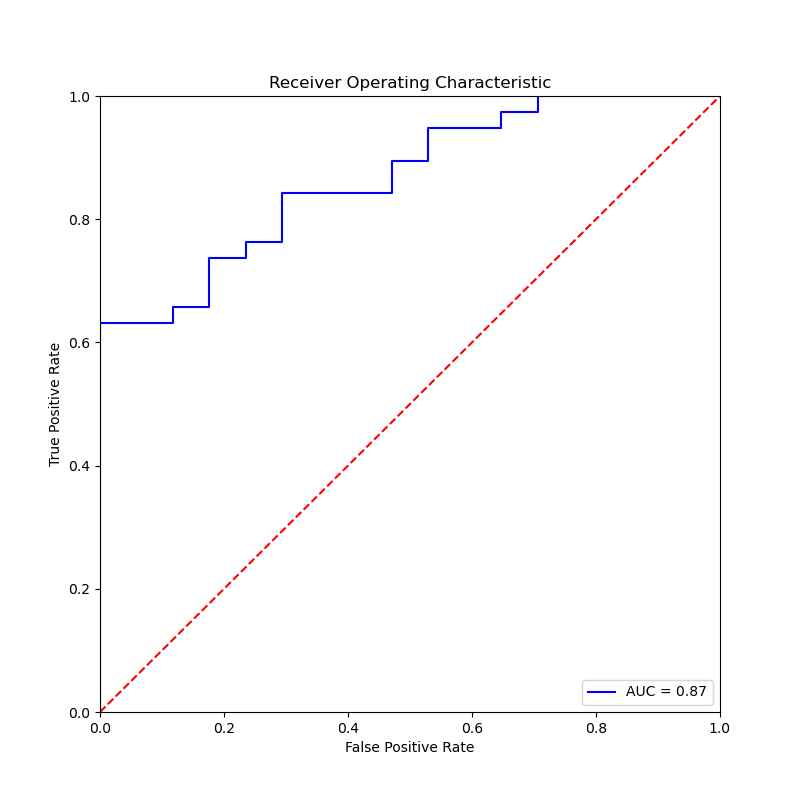 Receiver Operating Characteristic
True Positive Rate
1.0
0.8
0.6
0.4
0.2
0.0
0.0 0.2 0.4 0.6 0.8 1.0
False Positive Rate
AUC = 0.87